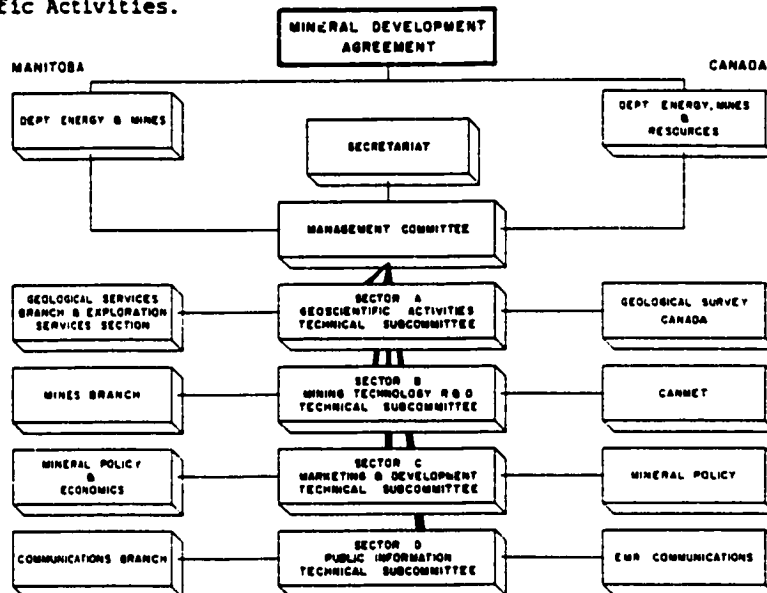 fic Activities.
MINERAL DEVELOPMENT
AGREEMENT
MANITOBA
CANADA
DEPT ENERGY & MINES
DEPT ENERGY, MINES
&
RESOURCES
SECRETARIAT
MANAGEMENT COMMITTEE
GEOLOGICAL SERVICES
BRANCH & EXPLORATION
SERVICES SECTION
SECTOR A
GEOSCIENTIFIC ACTIVITIES
TECHNICAL SUBCOMMITTEE
GEOLOGICAL SURVEY
CANADA
MINES BRANCH
SECTOR B
MINING TECHNOLOGY R & D
TECHNICAL SUBCOMMITTEE
CANMET
MINERAL POLICY
&
ECONOMICS
SECTOR C
MARKETING & DEVELOPMENT
TECHNICAL SUBCOMMITTEE
MINERAL POLICY
COMMUNICATIONS BRANCH
SECTOR D
PUBLIC INFORMATION
TECHNICAL SUBCOMMITTEE
EMR COMMUNICATIONS